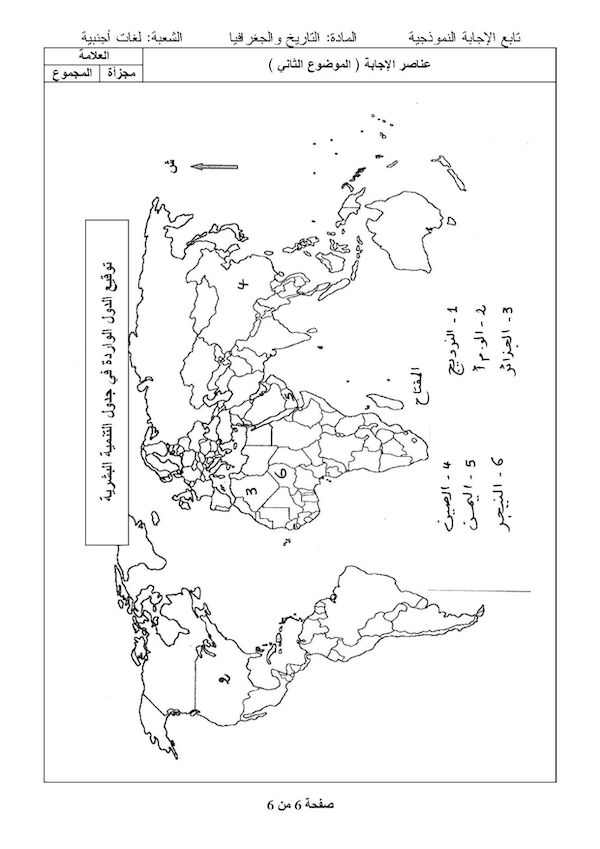 تابع الإجابة النموذجية المادة: التاريخ والجغرافيا الشعبة: لغات أجنبية
عناصر الإجابة ( الموضوع الثاني ) العلامة
مجزأة المجموع
توقيع الدول الواردة في جدول التنمية البشرية
ش
4
5
3
6
2
المفتاح
1 - النرويج
2 - الو م أ
3 - الجزائر
4 - الصين
5 - اليمن
6 - النيجر
صفحة 6 من 6